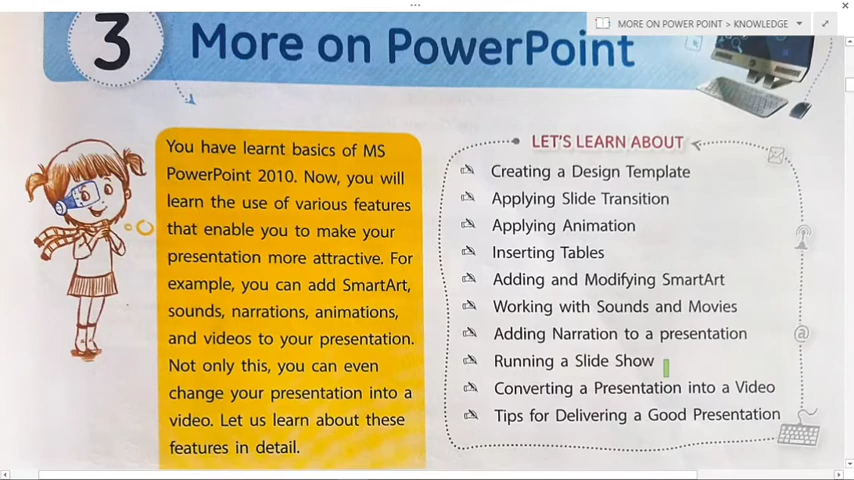 MORE ON POWER POINT > KNOWLEDGE
3
More on PowerPoint
You have learnt basics of MS
PowerPoint 2010. Now, you will
learn the use of various features
that enable you to make your
presentation more attractive. For
example, you can add SmartArt,
sounds, narrations, animations,
and videos to your presentation.
Not only this, you can even
change your presentation into a
video. Let us learn about these
features in detail.
LET'S LEARN ABOUT
Creating a Design Template
Applying Slide Transition
Applying Animation
Inserting Tables
Adding and Modifying SmartArt
Working with Sounds and Movies
Adding Narration to a presentation
Running a Slide Show
Converting a Presentation into a Video
Tips for Delivering a Good Presentation